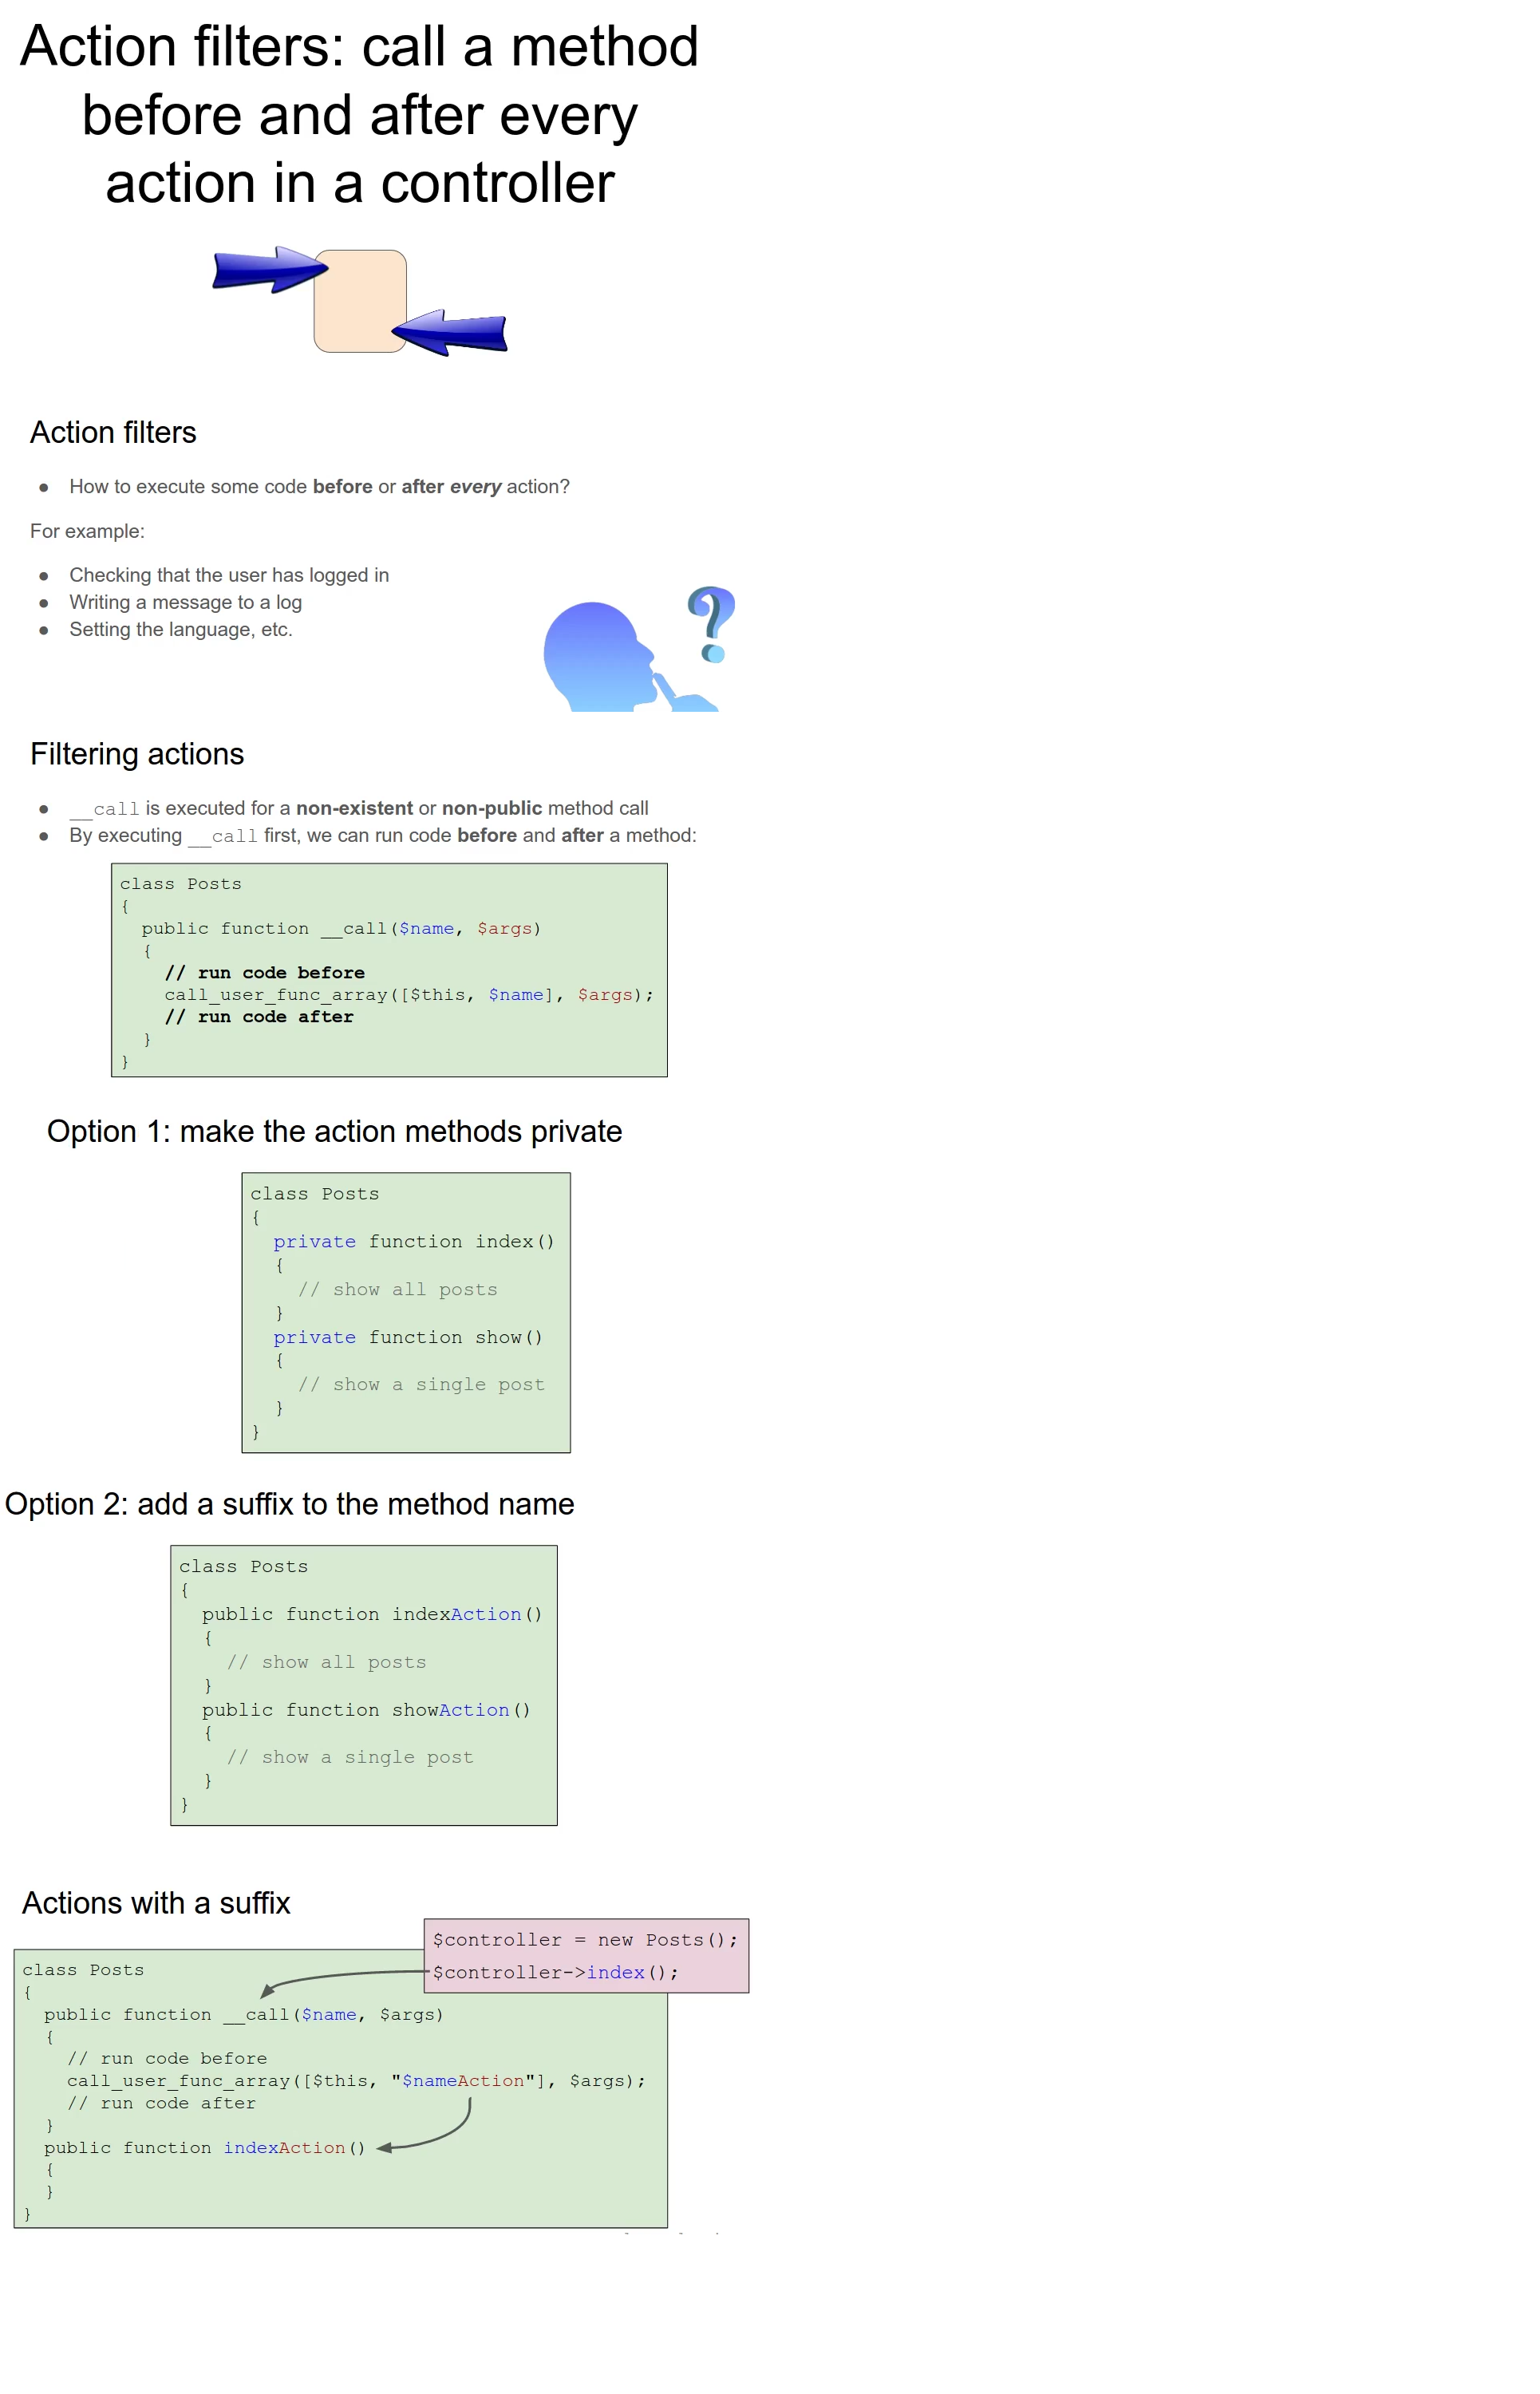 Action filters: call a method
before and after every
action in a controller
Action filters
● How to execute some code before or after every action?
For example:
● Checking that the user has logged in
● Writing a message to a log
● Setting the language, etc.
?
Filtering actions
● __call is executed for a non-existent or non-public method call
● By executing __call first, we can run code before and after a method:
class Posts
{
  public function __call($name, $args)
  {
    // run code before
    call_user_func_array([$this, $name], $args);
    // run code after
  }
}
Option 1: make the action methods private
class Posts
{
  private function index()
  {
    // show all posts
  }
  private function show()
  {
    // show a single post
  }
}
Option 2: add a suffix to the method name
class Posts
{
  public function indexAction()
  {
    // show all posts
  }
  public function showAction()
  {
    // show a single post
  }
}
Actions with a suffix
$controller = new Posts();
$controller->index();
class Posts
{
  public function __call($name, $args)
  {
    // run code before
    call_user_func_array([$this, "$nameAction"], $args);
    // run code after
  }
  public function indexAction()
  {
  }
}